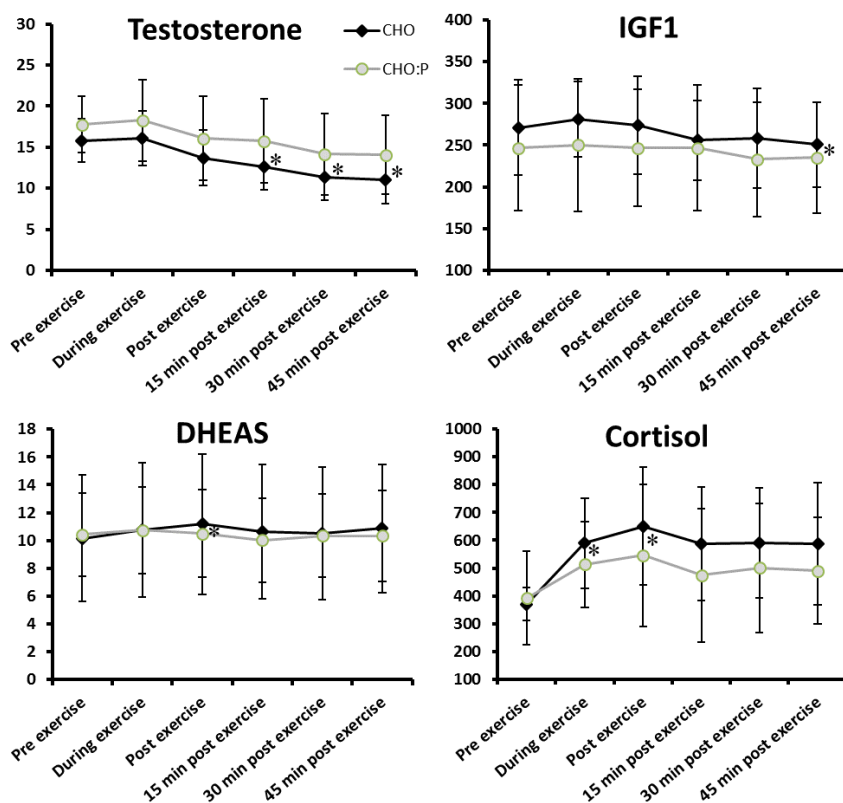 Testosterone
CHO
CHO:P
30
25
20
15
10
5
0
*
*
*
Pre exercise
During exercise
Post exercise
15 min post exercise
30 min post exercise
45 min post exercise
IGF1
400
350
300
250
200
150
100
*
Pre exercise
During exercise
Post exercise
15 min post exercise
30 min post exercise
45 min post exercise
DHEAS
18
16
14
12
10
8
6
4
2
0
*
Pre exercise
During exercise
Post exercise
15 min post exercise
30 min post exercise
45 min post exercise
Cortisol
1000
900
800
700
600
500
400
300
200
100
*
*
Pre exercise
During exercise
Post exercise
15 min post exercise
30 min post exercise
45 min post exercise